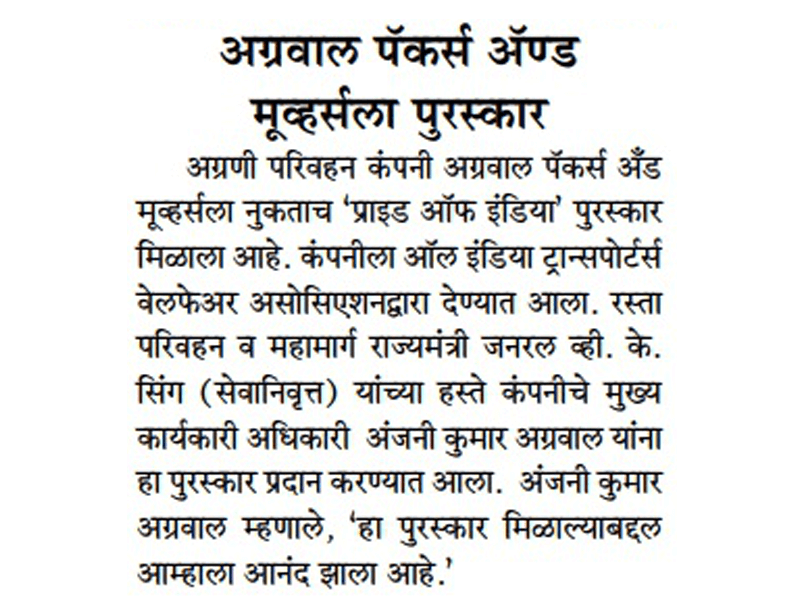 अग्रवाल पॅकर्स ॲण्ड
मूव्हर्सला पुरस्कार
अग्रणी परिवहन कंपनी अग्रवाल पॅकर्स अँड
मूव्हर्सला नुकताच ‘प्राइड ऑफ इंडिया’ पुरस्कार
मिळाला आहे. कंपनीला ऑल इंडिया ट्रान्सपोर्टर्स
वेलफेअर असोसिएशनद्वारा देण्यात आला. रस्ता
परिवहन व महामार्ग राज्यमंत्री जनरल व्ही. के.
सिंग (सेवानिवृत्त) यांच्या हस्ते कंपनीचे मुख्य
कार्यकारी अधिकारी अंजनी कुमार अग्रवाल यांना
हा पुरस्कार प्रदान करण्यात आला. अंजनी कुमार
अग्रवाल म्हणाले, ‘हा पुरस्कार मिळाल्याबद्दल
आम्हाला आनंद झाला आहे.’